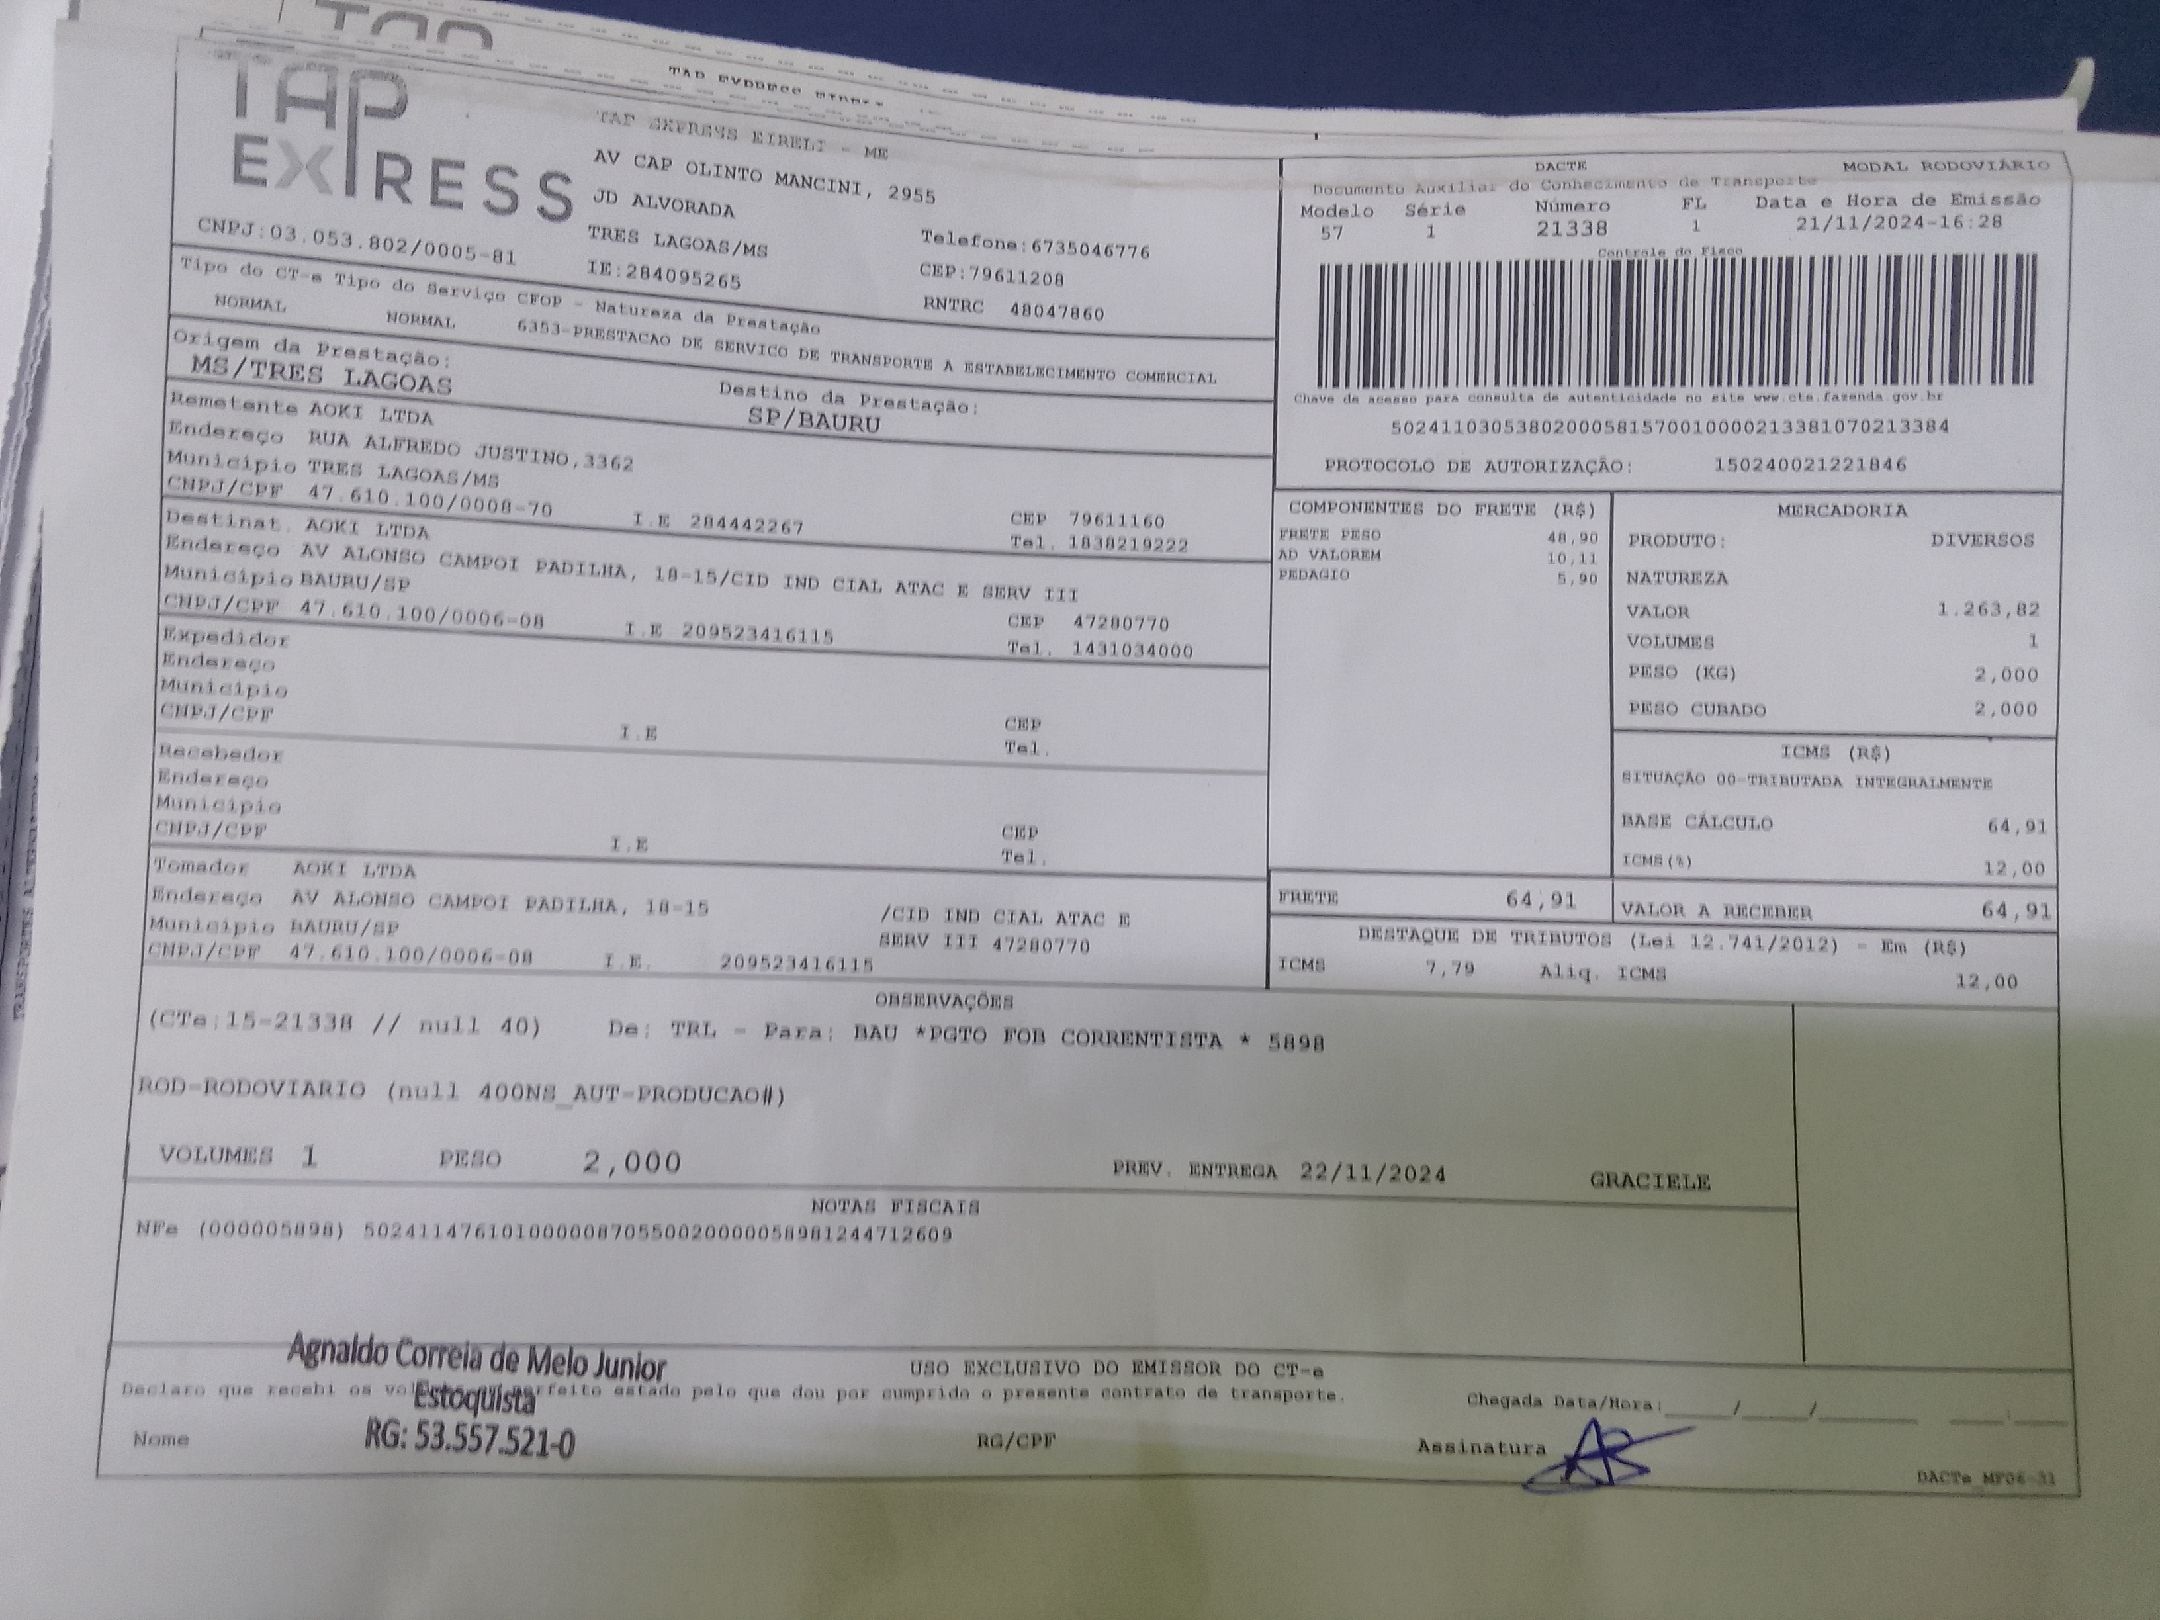 TAP EXPRESS
TAP EXPRESS EIRELI - ME
AV CAP OLINTO MANCINI, 2955
JD ALVORADA
TRES LAGOAS/MS
Telefone:6735046776
CNPJ:03.053.802/0005-81
IE:284095265
CEP:79611208
RNTRC 48047860
DACTE MODAL RODOVIÁRIO
Documento Auxiliar do Conhecimento de Transporte
Modelo Série Número FL Data e Hora de Emissão
57 1 21338 1 21/11/2024-16:28
Controle do Fisco
Chave de acesso para consulta de autenticidade no site www.cte.fazenda.gov.br
50241103053802000581570010000213381070213384
PROTOCOLO DE AUTORIZAÇÃO: 150240021221846
Tipo do CT-e Tipo do Serviço CFOP - Natureza da Prestação
NORMAL NORMAL 6353-PRESTACAO DE SERVICO DE TRANSPORTE A ESTABELECIMENTO COMERCIAL
Origem da Prestação: Destino da Prestação:
MS/TRES LAGOAS SP/BAURU
Remetente AOKI LTDA
Endereço RUA ALFREDO JUSTINO,3362
Município TRES LAGOAS/MS CEP 79611160
CNPJ/CPF 47.610.100/0008-70 I.E 284442267 Tel. 1838219222
Destinat. AOKI LTDA
Endereço AV ALONSO CAMPOI PADILHA, 18-15/CID IND CIAL ATAC E SERV III
Município BAURU/SP CEP 47280770
CNPJ/CPF 47.610.100/0006-08 I.E 209523416115 Tel. 1431034000
Expedidor
Endereço
Município CEP
CNPJ/CPF I.E Tel.
Recebedor
Endereço
Município CEP
CNPJ/CPF I.E Tel.
Tomador AOKI LTDA
Endereço AV ALONSO CAMPOI PADILHA, 18-15 /CID IND CIAL ATAC E
Município BAURU/SP SERV III 47280770
CNPJ/CPF 47.610.100/0006-08 I.E. 209523416115
COMPONENTES DO FRETE (R$)
FRETE PESO 48,90
AD VALOREM 10,11
PEDAGIO 5,90
MERCADORIA
PRODUTO: DIVERSOS
NATUREZA
VALOR 1.263,82
VOLUMES 1
PESO (KG) 2,000
PESO CUBADO 2,000
ICMS (R$)
SITUAÇÃO 00-TRIBUTADA INTEGRALMENTE
BASE CÁLCULO 64,91
ICMS(%) 12,00
FRETE 64,91 VALOR A RECEBER 64,91
DESTAQUE DE TRIBUTOS (Lei 12.741/2012) - Em (R$)
ICMS 7,79 Aliq. ICMS 12,00
OBSERVAÇÕES
(CTe:15-21338 // null 40) De: TRL - Para: BAU *PGTO FOB CORRENTISTA * 5898
ROD-RODOVIARIO (null 400NS_AUT-PRODUCAO#)
VOLUMES 1 PESO 2,000 PREV. ENTREGA 22/11/2024 GRACIELE
NOTAS FISCAIS
NFe (000005898) 50241147610100000870550020000058981244712609
Agnaldo Correia de Melo Junior
Estoquista
RG: 53.557.521-0
USO EXCLUSIVO DO EMISSOR DO CT-e
Declaro que recebi os perfeito estado pelo que dou por cumprido o presente contrato de transporte.
Chegada Data/Hora:____/____/______ ____:____
Nome RG/CPF Assinatura
DACTe MF06-31